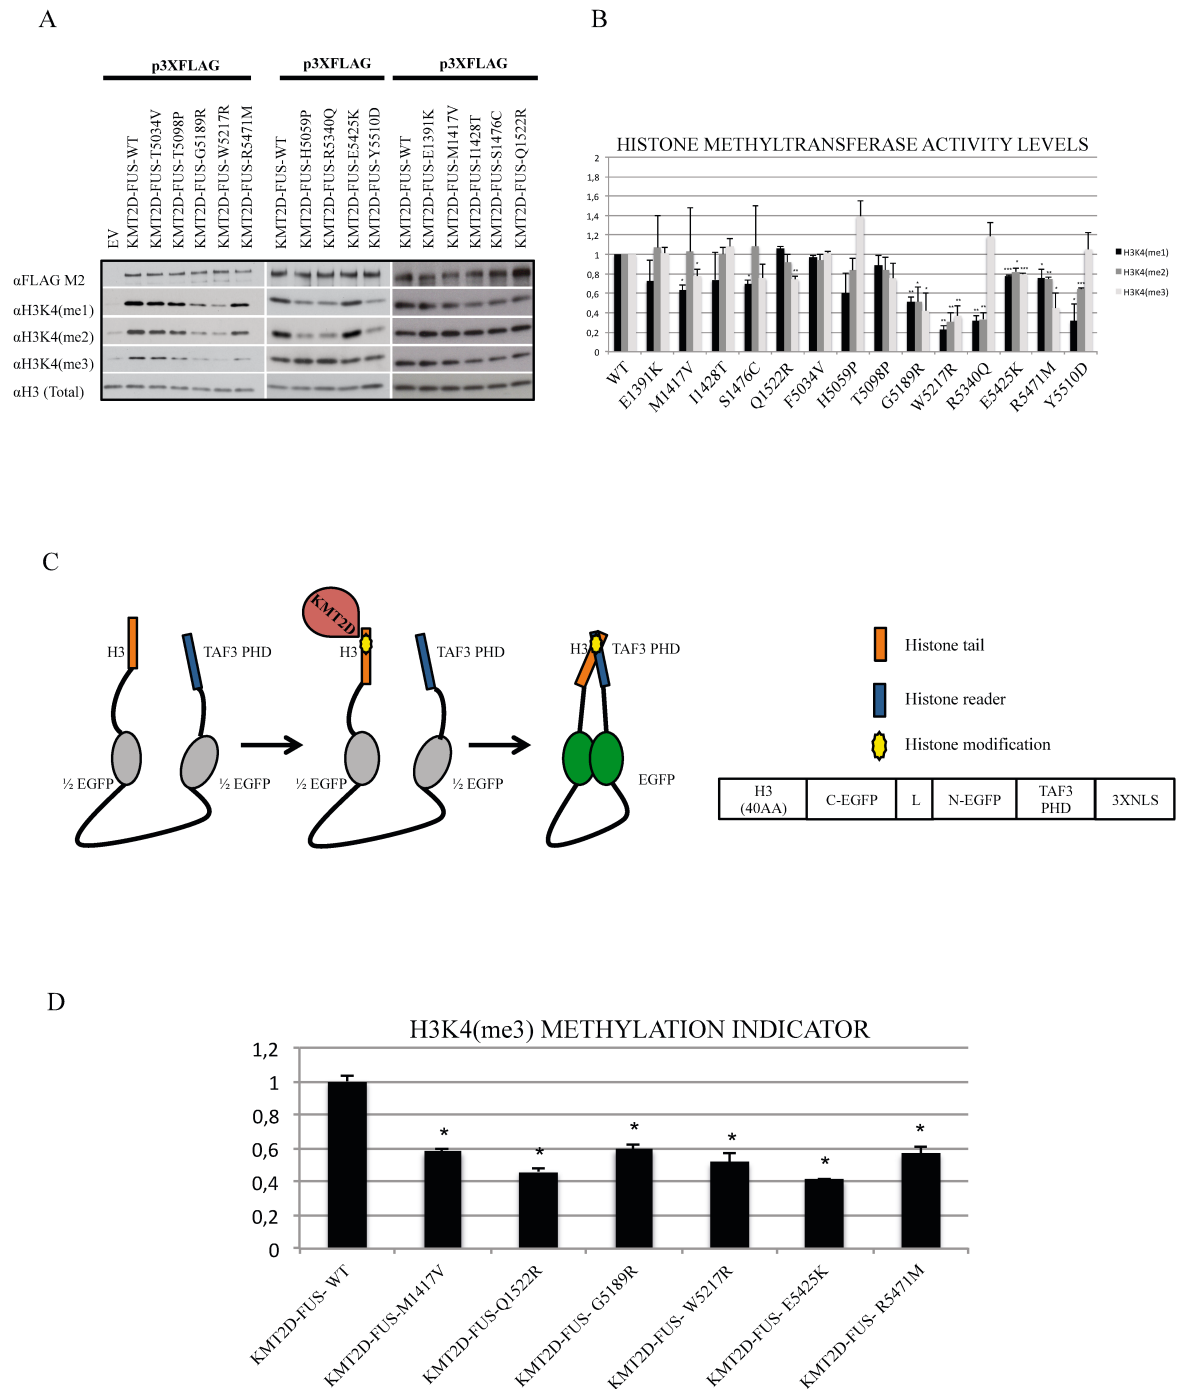 A
p3XFLAG
p3XFLAG
p3XFLAG
EV
KMT2D-FUS-WT
KMT2D-FUS-T5034V
KMT2D-FUS-T5098P
KMT2D-FUS-G5189R
KMT2D-FUS-W5217R
KMT2D-FUS-R5471M
KMT2D-FUS-WT
KMT2D-FUS-H5059P
KMT2D-FUS-R5340Q
KMT2D-FUS-E5425K
KMT2D-FUS-Y5510D
KMT2D-FUS-WT
KMT2D-FUS-E1391K
KMT2D-FUS-M1417V
KMT2D-FUS-I1428T
KMT2D-FUS-S1476C
KMT2D-FUS-Q1522R
αFLAG M2
αH3K4(me1)
αH3K4(me2)
αH3K4(me3)
αH3 (Total)
B
HISTONE METHYLTRANSFERASE ACTIVITY LEVELS
2
1,8
1,6
1,4
1,2
1
0,8
0,6
0,4
0,2
0
WT
E1391K
M1417V
I1428T
S1476C
Q1522R
F5034V
H5059P
T5098P
G5189R
W5217R
R5340Q
E5425K
R5471M
Y5510D
H3K4(me1)
H3K4(me2)
H3K4(me3)
C
H3
TAF3 PHD
½ EGFP
½ EGFP
KMT2D
H3
TAF3 PHD
½ EGFP
½ EGFP
H3
TAF3 PHD
EGFP
Histone tail
Histone reader
Histone modification
H3 (40AA)
C-EGFP
L
N-EGFP
TAF3 PHD
3XNLS
D
H3K4(me3) METHYLATION INDICATOR
1,2
1
0,8
0,6
0,4
0,2
0
* * * * * *
KMT2D-FUS- WT
KMT2D-FUS-M1417V
KMT2D-FUS-Q1522R
KMT2D-FUS- G5189R
KMT2D-FUS- W5217R
KMT2D-FUS- E5425K
KMT2D-FUS- R5471M